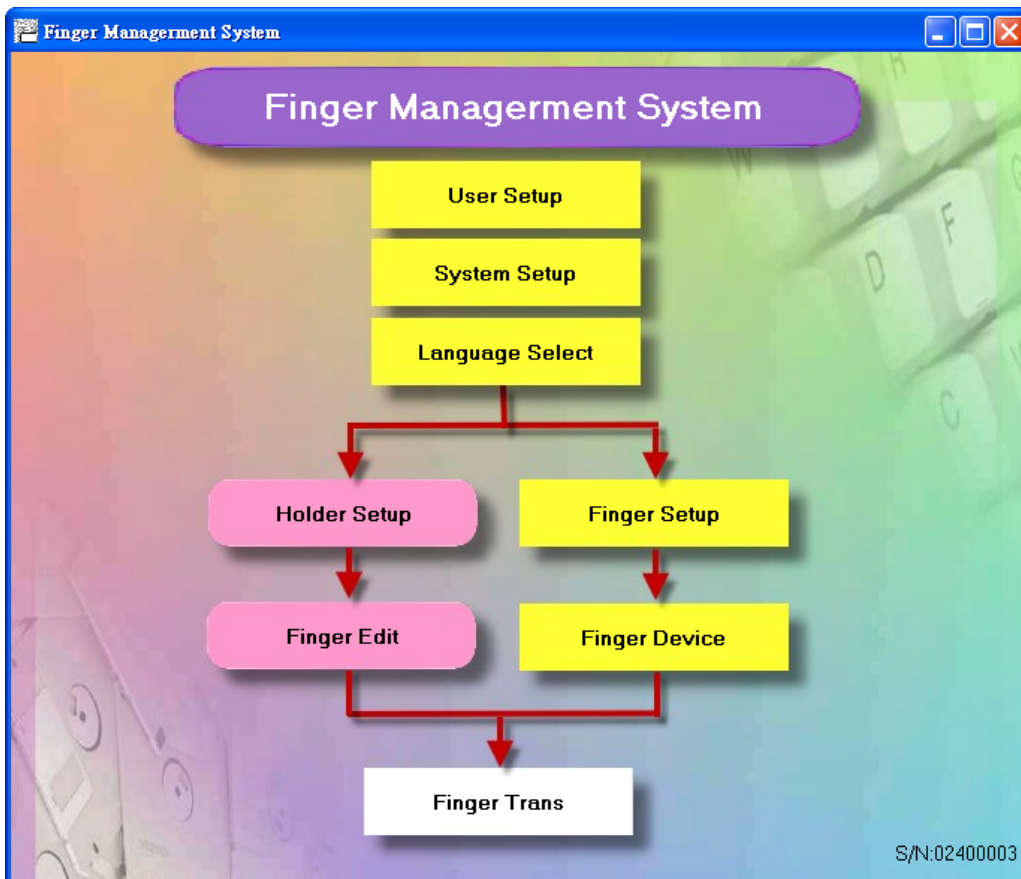 Finger Managerment System
Finger Managerment System
User Setup
System Setup
Language Select
Holder Setup
Finger Setup
Finger Edit
Finger Device
Finger Trans
S/N:02400003
W
R
G
D
F
C